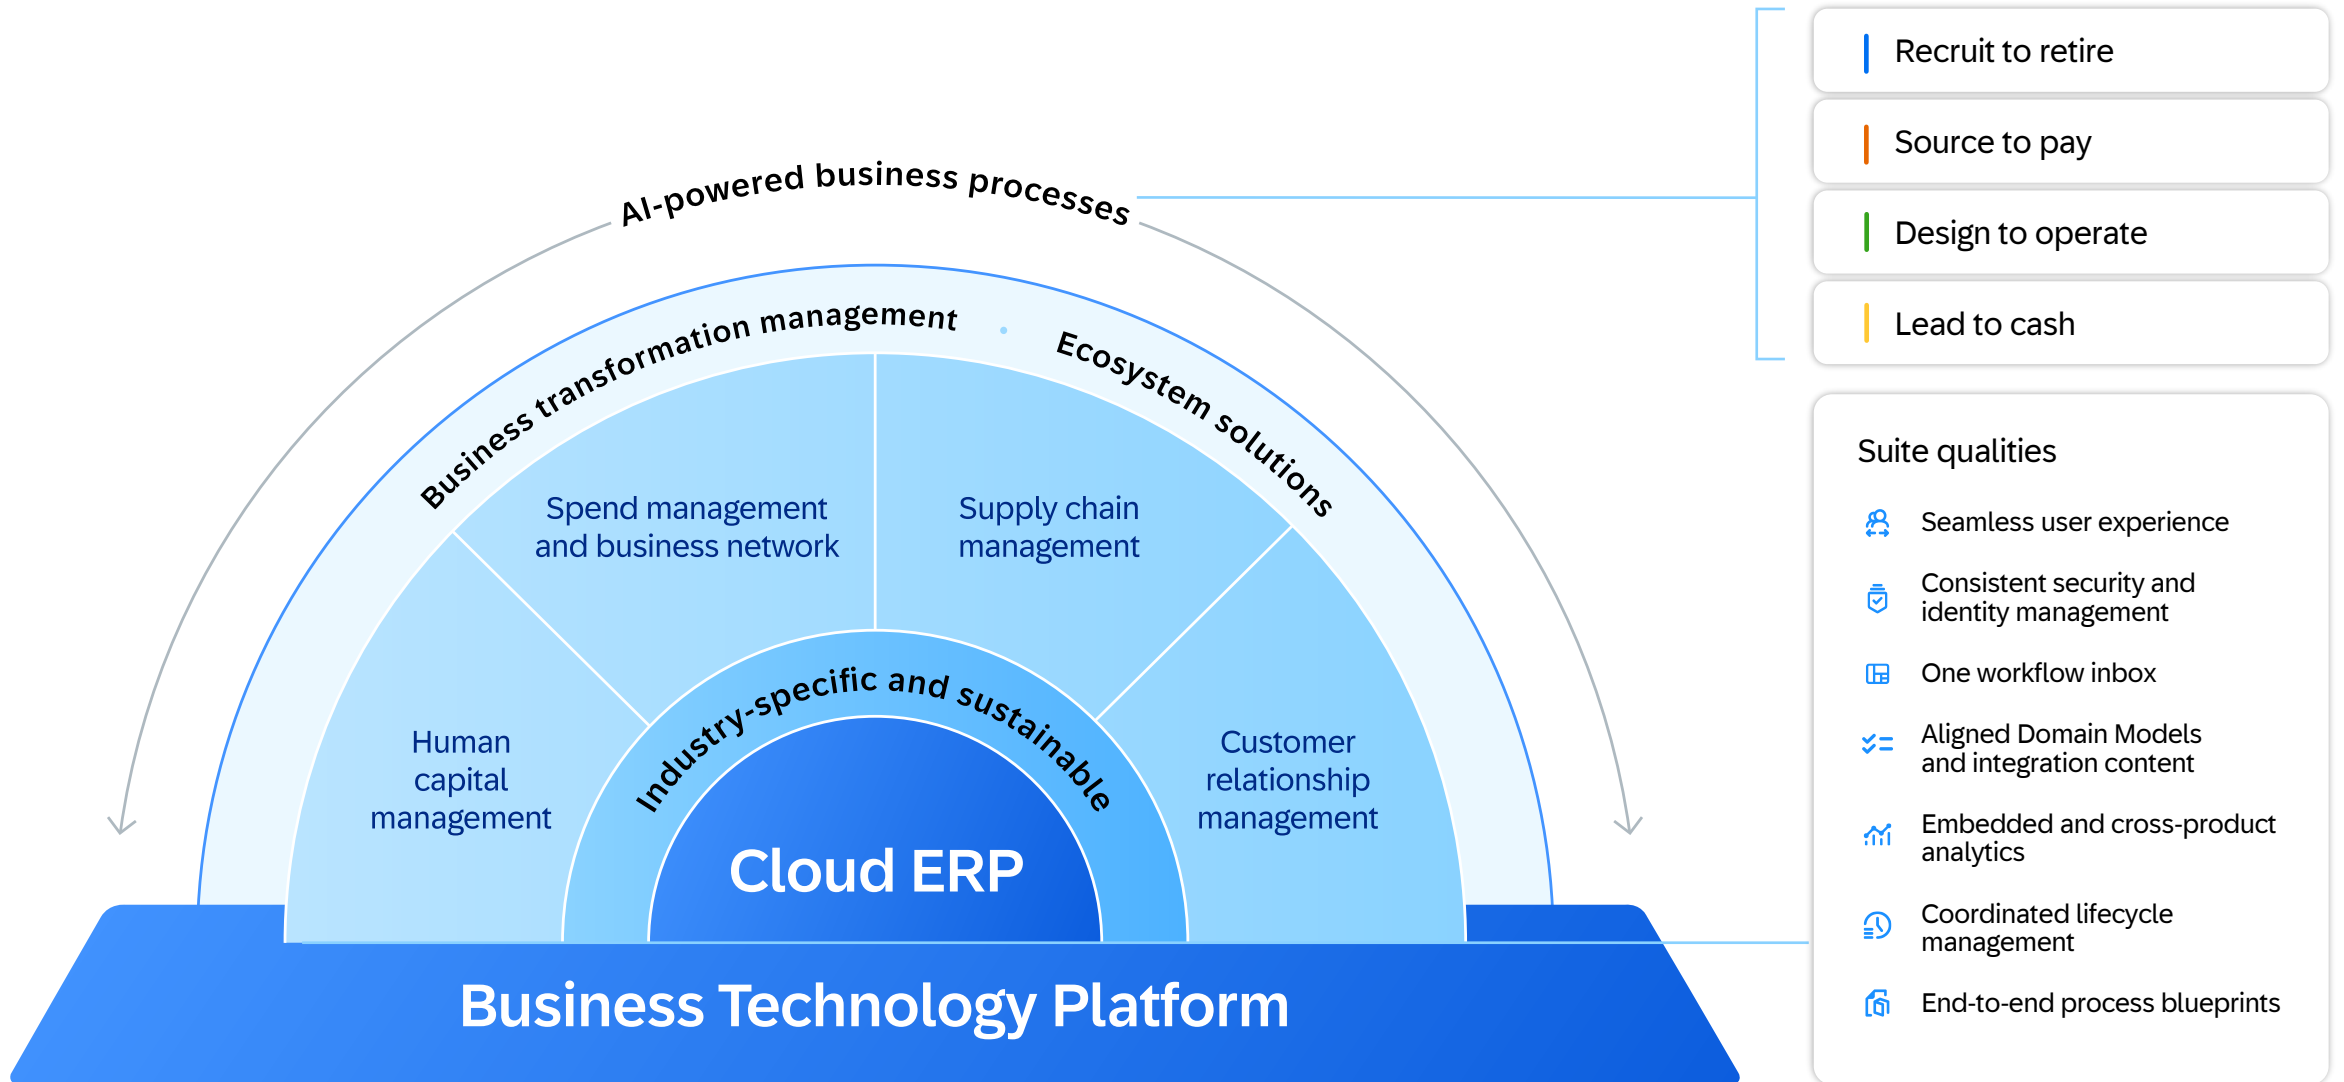 AI-powered business processes
Business transformation management · Ecosystem solutions
Spend management
and business network
Supply chain
management
Human
capital
management
Customer
relationship
management
Industry-specific and sustainable
Cloud ERP
Business Technology Platform
Recruit to retire
Source to pay
Design to operate
Lead to cash
Suite qualities
Seamless user experience
Consistent security and
identity management
One workflow inbox
Aligned Domain Models
and integration content
Embedded and cross-product
analytics
Coordinated lifecycle
management
End-to-end process blueprints